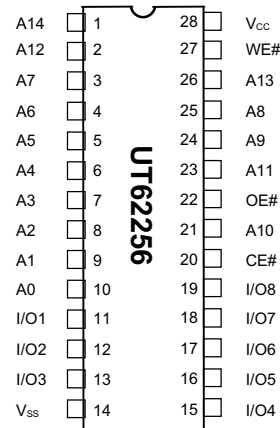 A14 1 28 Vcc
A12 2 27 WE#
A7 3 26 A13
A6 4 25 A8
A5 5 24 A9
A4 6 23 A11
A3 7 22 OE#
A2 8 21 A10
A1 9 20 CE#
A0 10 19 I/O8
I/O1 11 18 I/O7
I/O2 12 17 I/O6
I/O3 13 16 I/O5
Vss 14 15 I/O4
UT62256